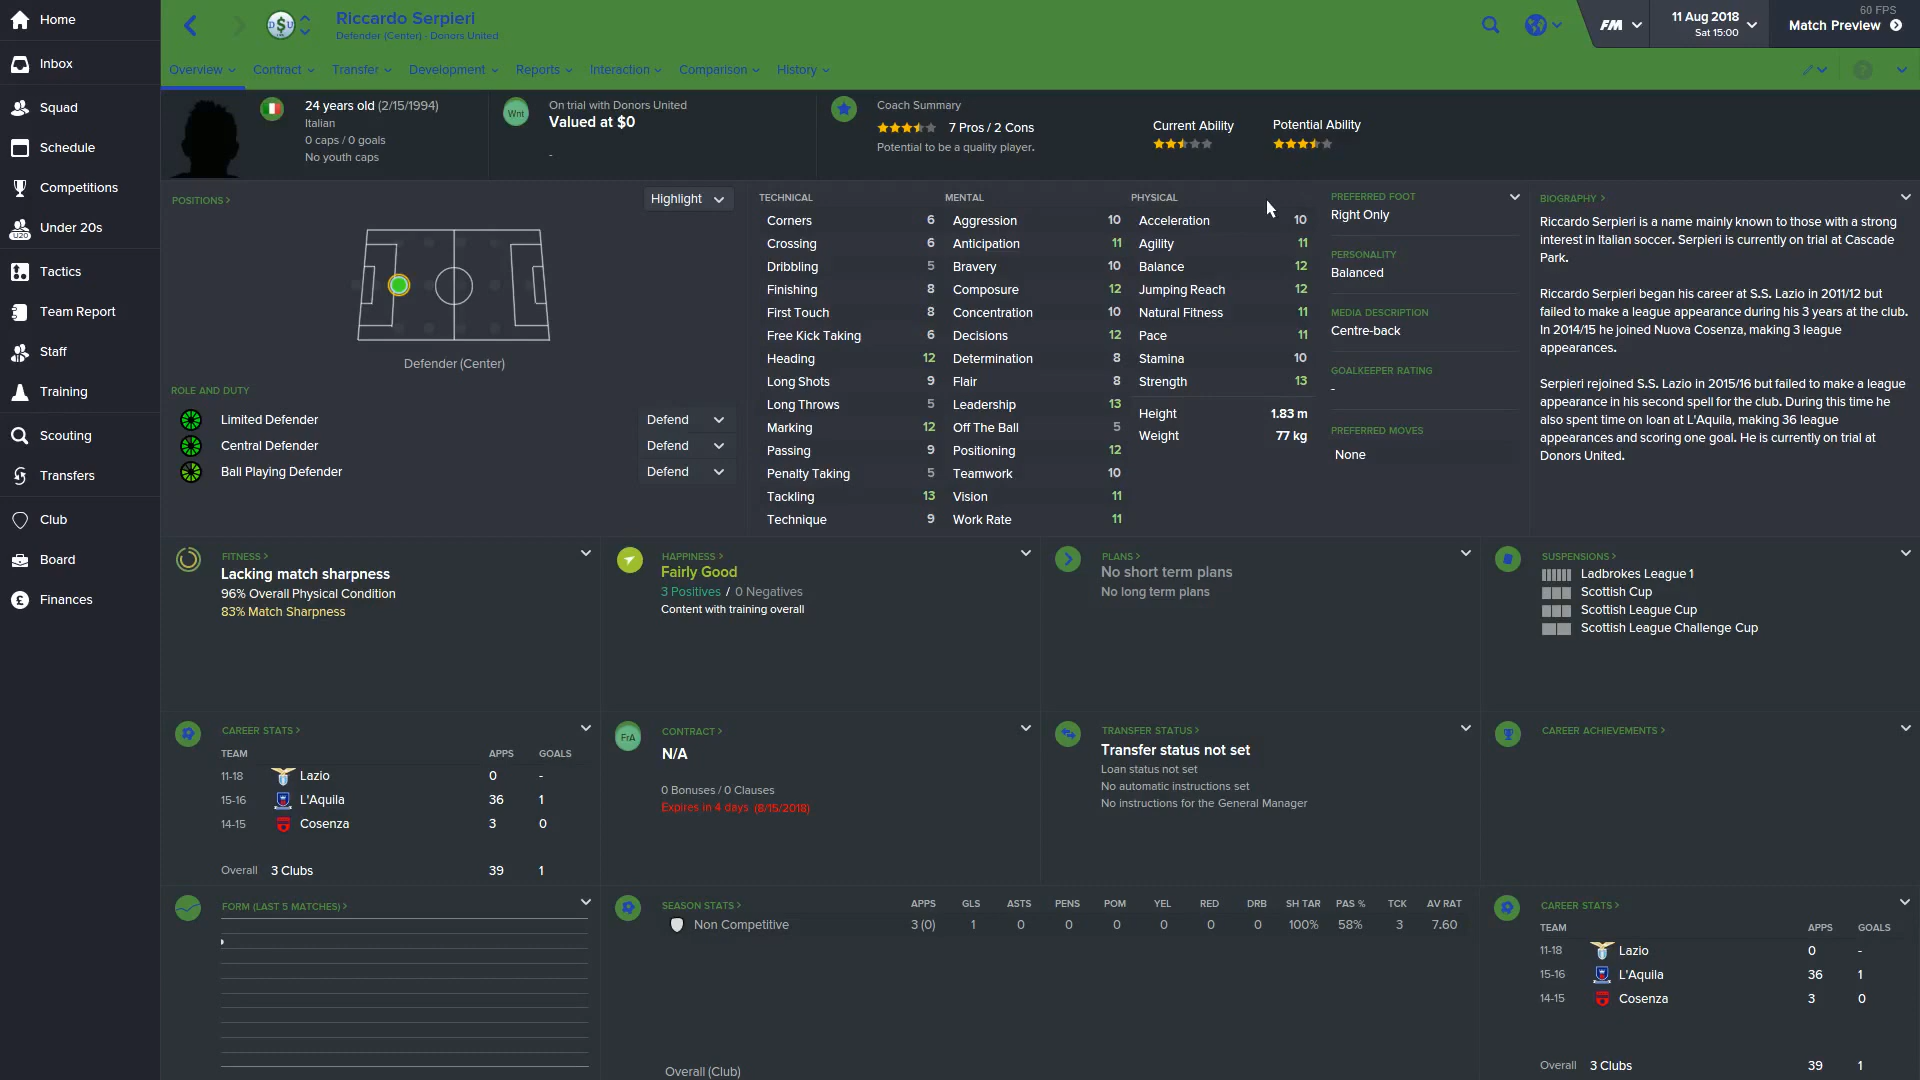 Home
Inbox
Squad
Schedule
Competitions
Under 20s
Tactics
Team Report
Staff
Training
Scouting
Transfers
Club
Board
Finances
Riccardo Serpieri
Defender (Center) - Donors United
FM
11 Aug 2018
Sat 15:00
60 FPS
Match Preview
Overview Contract Transfer Development Reports Interaction Comparison History
24 years old (2/15/1994)
Italian
0 caps / 0 goals
No youth caps
Wnt
On trial with Donors United
Valued at $0
-
Coach Summary
7 Pros / 2 Cons
Potential to be a quality player.
Current Ability
Potential Ability
POSITIONS >
Highlight
Defender (Center)
ROLE AND DUTY
Limited Defender Defend
Central Defender Defend
Ball Playing Defender Defend
TECHNICAL
Corners 6
Crossing 6
Dribbling 5
Finishing 8
First Touch 8
Free Kick Taking 6
Heading 12
Long Shots 9
Long Throws 5
Marking 12
Passing 9
Penalty Taking 5
Tackling 13
Technique 9
MENTAL
Aggression 10
Anticipation 11
Bravery 10
Composure 12
Concentration 10
Decisions 12
Determination 8
Flair 8
Leadership 13
Off The Ball 5
Positioning 12
Teamwork 10
Vision 11
Work Rate 11
PHYSICAL
Acceleration 10
Agility 11
Balance 12
Jumping Reach 12
Natural Fitness 11
Pace 11
Stamina 10
Strength 13
Height 1.83 m
Weight 77 kg
PREFERRED FOOT
Right Only
PERSONALITY
Balanced
MEDIA DESCRIPTION
Centre-back
GOALKEEPER RATING
-
PREFERRED MOVES
None
BIOGRAPHY >
Riccardo Serpieri is a name mainly known to those with a strong
interest in Italian soccer. Serpieri is currently on trial at Cascade
Park.
Riccardo Serpieri began his career at S.S. Lazio in 2011/12 but
failed to make a league appearance during his 3 years at the club.
In 2014/15 he joined Nuova Cosenza, making 3 league
appearances.
Serpieri rejoined S.S. Lazio in 2015/16 but failed to make a league
appearance in his second spell for the club. During this time he
also spent time on loan at L'Aquila, making 36 league
appearances and scoring one goal. He is currently on trial at
Donors United.
FITNESS >
Lacking match sharpness
96% Overall Physical Condition
83% Match Sharpness
HAPPINESS >
Fairly Good
3 Positives / 0 Negatives
Content with training overall
PLANS >
No short term plans
No long term plans
SUSPENSIONS >
Ladbrokes League 1
Scottish Cup
Scottish League Cup
Scottish League Challenge Cup
CAREER STATS >
TEAM APPS GOALS
11-18 Lazio 0 -
15-16 L'Aquila 36 1
14-15 Cosenza 3 0
Overall 3 Clubs 39 1
FrA
CONTRACT >
N/A
0 Bonuses / 0 Clauses
Expires in 4 days (8/15/2018)
TRANSFER STATUS >
Transfer status not set
Loan status not set
No automatic instructions set
No instructions for the General Manager
CAREER ACHIEVEMENTS >
FORM (LAST 5 MATCHES) >
SEASON STATS > APPS GLS ASTS PENS POM YEL RED DRB SH TAR PAS % TCK AV RAT
Non Competitive 3 (0) 1 0 0 0 0 0 0 100% 58% 3 7.60
Overall (Club)
CAREER STATS >
TEAM APPS GOALS
11-18 Lazio 0 -
15-16 L'Aquila 36 1
14-15 Cosenza 3 0
Overall 3 Clubs 39 1